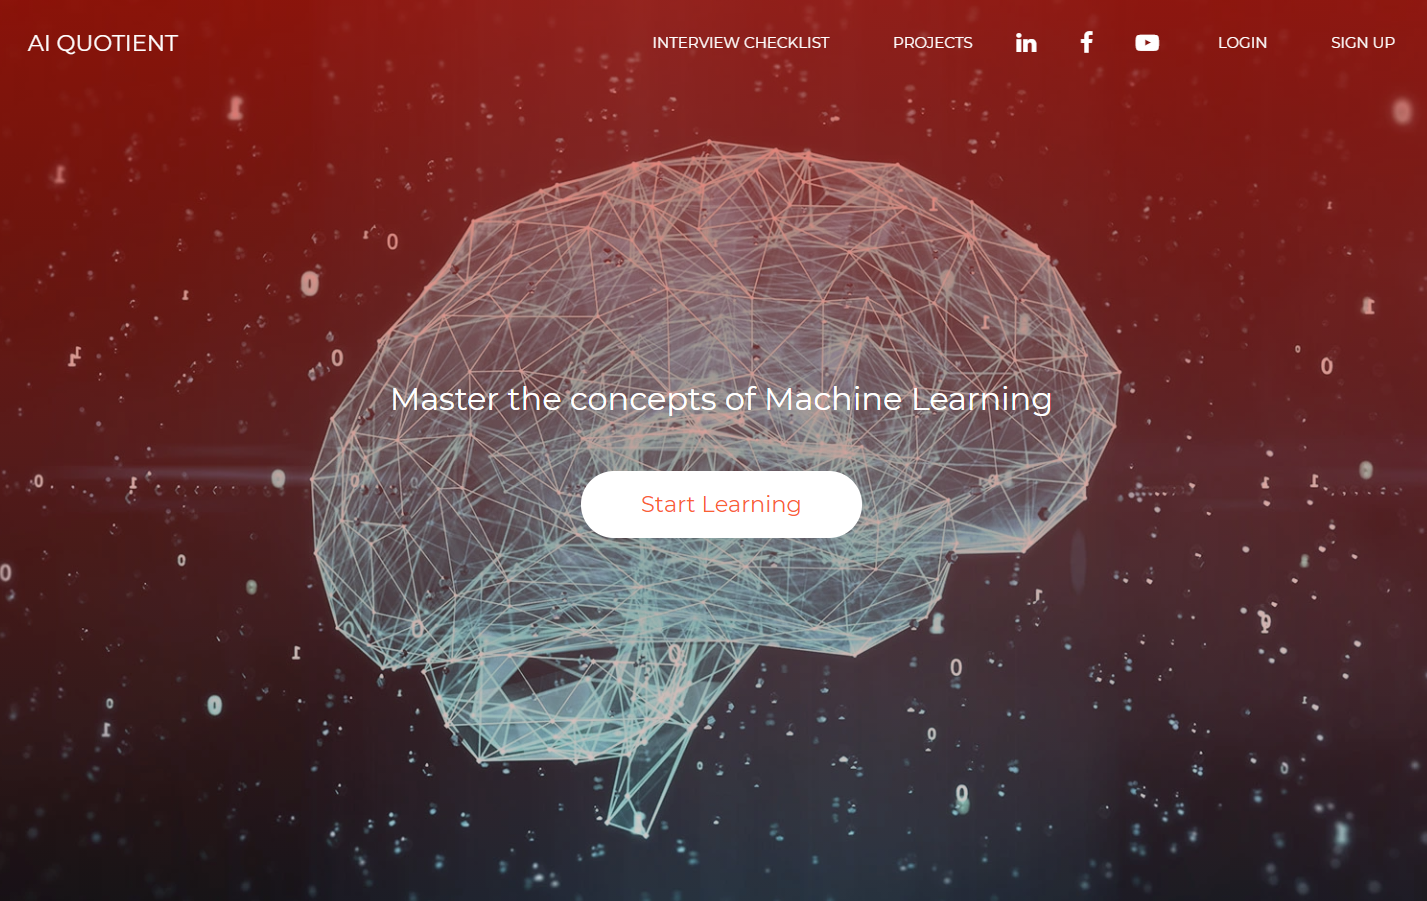 AI QUOTIENT
INTERVIEW CHECKLIST
PROJECTS
LOGIN
SIGN UP
Master the concepts of Machine Learning
Start Learning